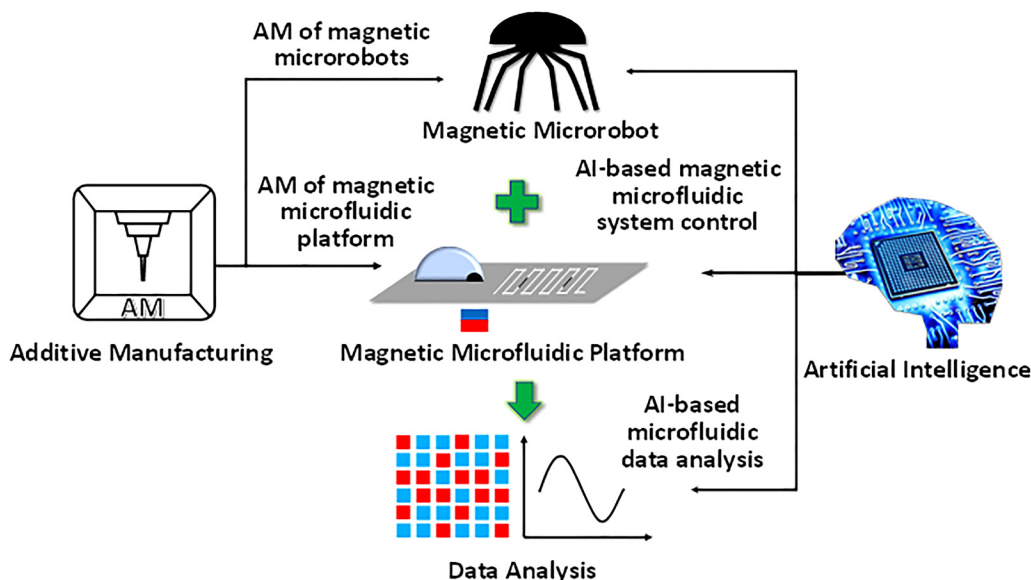 AM of magnetic
microrobots
Magnetic Microrobot
AM of magnetic
microfluidic
platform
AI-based magnetic
microfluidic
system control
AM
Additive Manufacturing
Magnetic Microfluidic Platform
Artificial Intelligence
AI-based
microfluidic
data analysis
Data Analysis